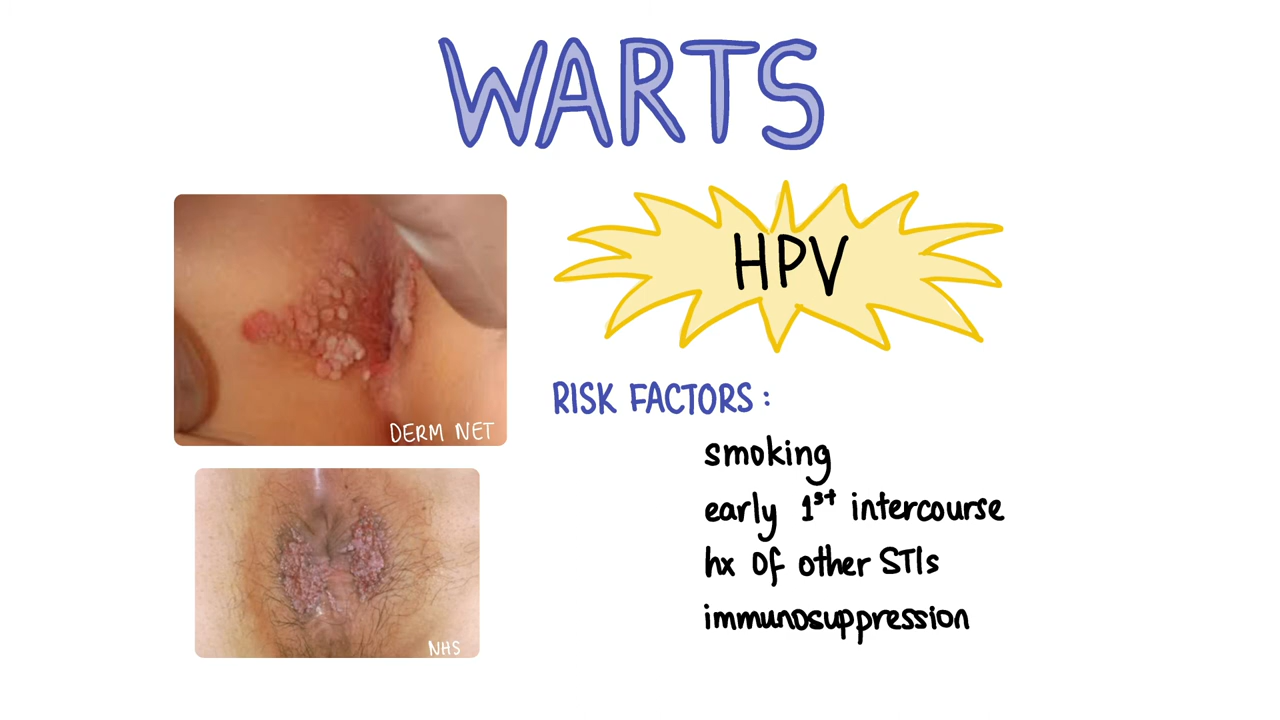 WARTS
HPV
DERM NET
RISK FACTORS:
smoking
early 1st intercourse
hx of other STIs
immunosuppression
NHS